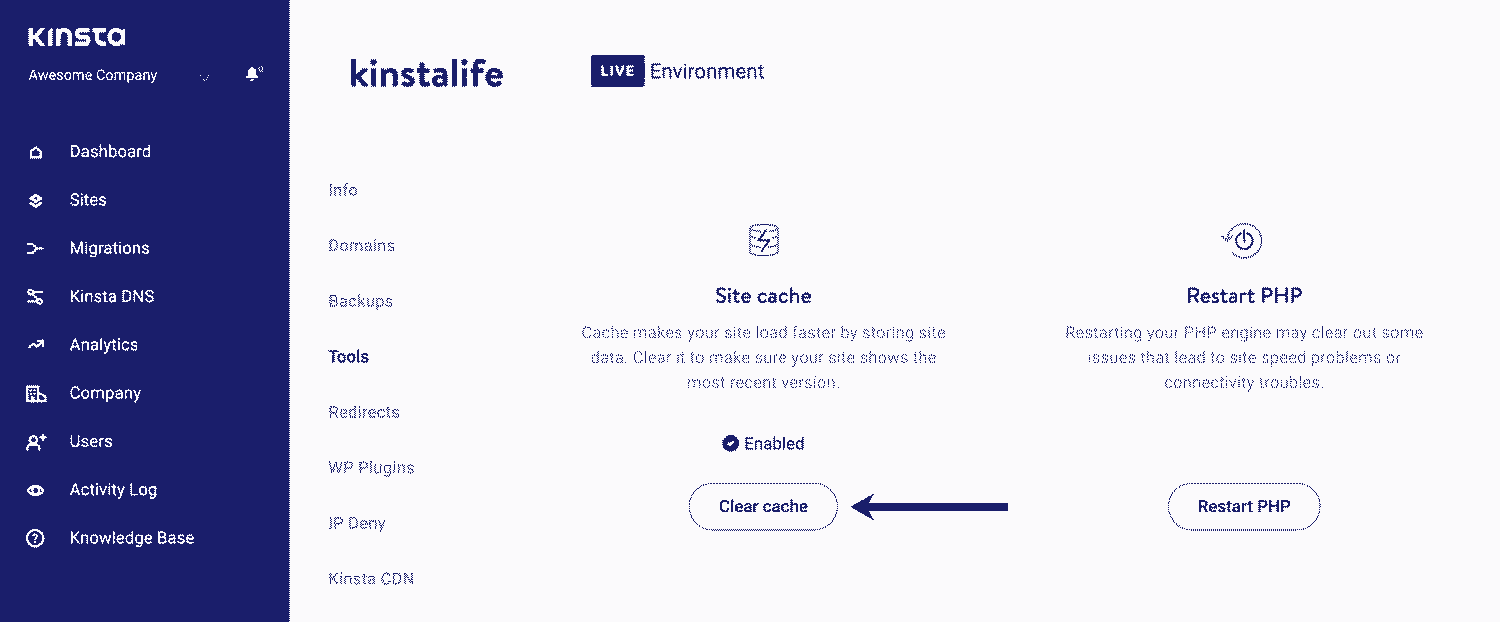 Kinsta
Awesome Company
Dashboard
Sites
Migrations
Kinsta DNS
Analytics
Company
Users
Activity Log
Knowledge Base
kinstalife
LIVE Environment
Info
Domains
Backups
Tools
Redirects
WP Plugins
IP Deny
Kinsta CDN
Site cache
Cache makes your site load faster by storing site
data. Clear it to make sure your site shows the
most recent version.
Enabled
Clear cache
Restart PHP
Restarting your PHP engine may clear out some
issues that lead to site speed problems or
connectivity troubles.
Restart PHP